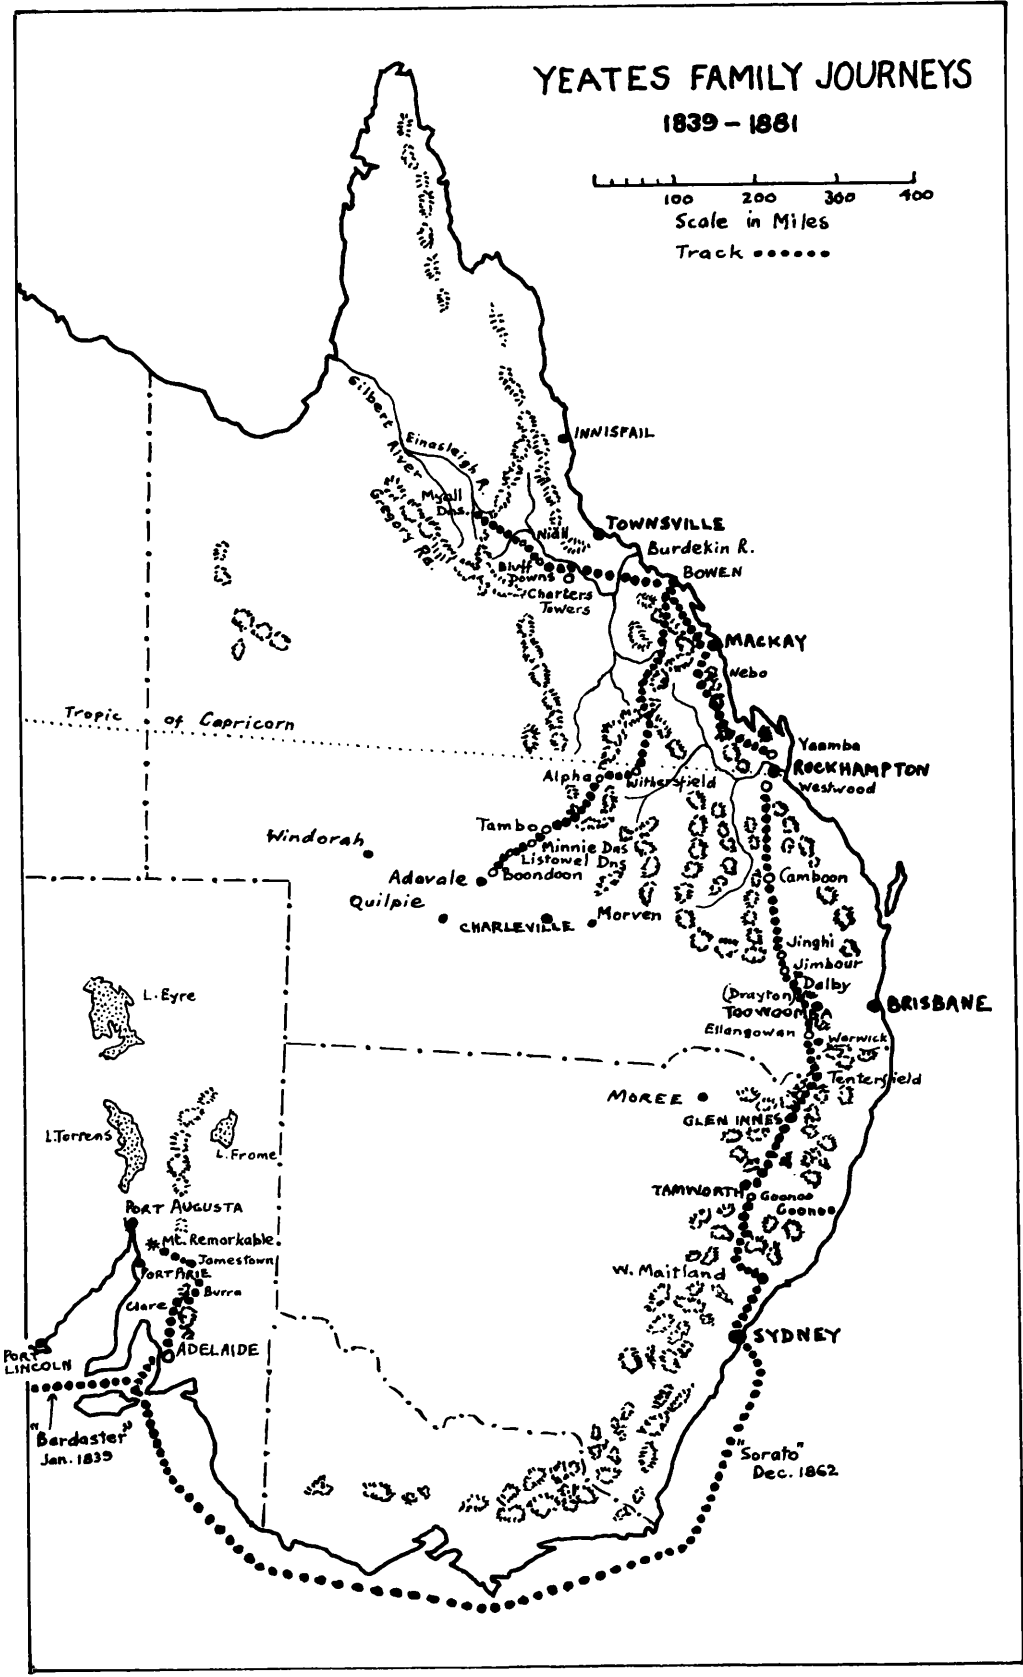 YEATES FAMILY JOURNEYS
1839 – 1881
100 200 300 400
Scale in Miles
Track
Gilbert River
Einasleigh R.
INNISFAIL
Gregory Ra.
Myall
Dns.
TOWNSVILLE
Niall
Burdekin R.
Bluff
Downs
BOWEN
Charters
Towers
MACKAY
Nebo
Tropic of Capricorn
Yaamba
ROCKHAMPTON
Alpha
Withersfield
Westwood
Tambo
Windorah
Minnie Dns
Listowel Dns
Adavale
Boondoon
Camboon
Quilpie
CHARLEVILLE
Morven
Jinghi
Jimbour
Dalby
L. Eyre
(Drayton)
TOOWOOMBA
BRISBANE
Ellangowan
Warwick
Tenterfield
MOREE
GLEN INNES
L. Torrens
L. Frome
TAMWORTH
Goonoo
Goonoo
PORT AUGUSTA
Mt. Remarkable
Jamestown
PORT PIRIE
W. Maitland
Burra
Clare
SYDNEY
ADELAIDE
PORT
LINCOLN
"Bardaster"
Jan. 1839
"Sorato"
Dec. 1862